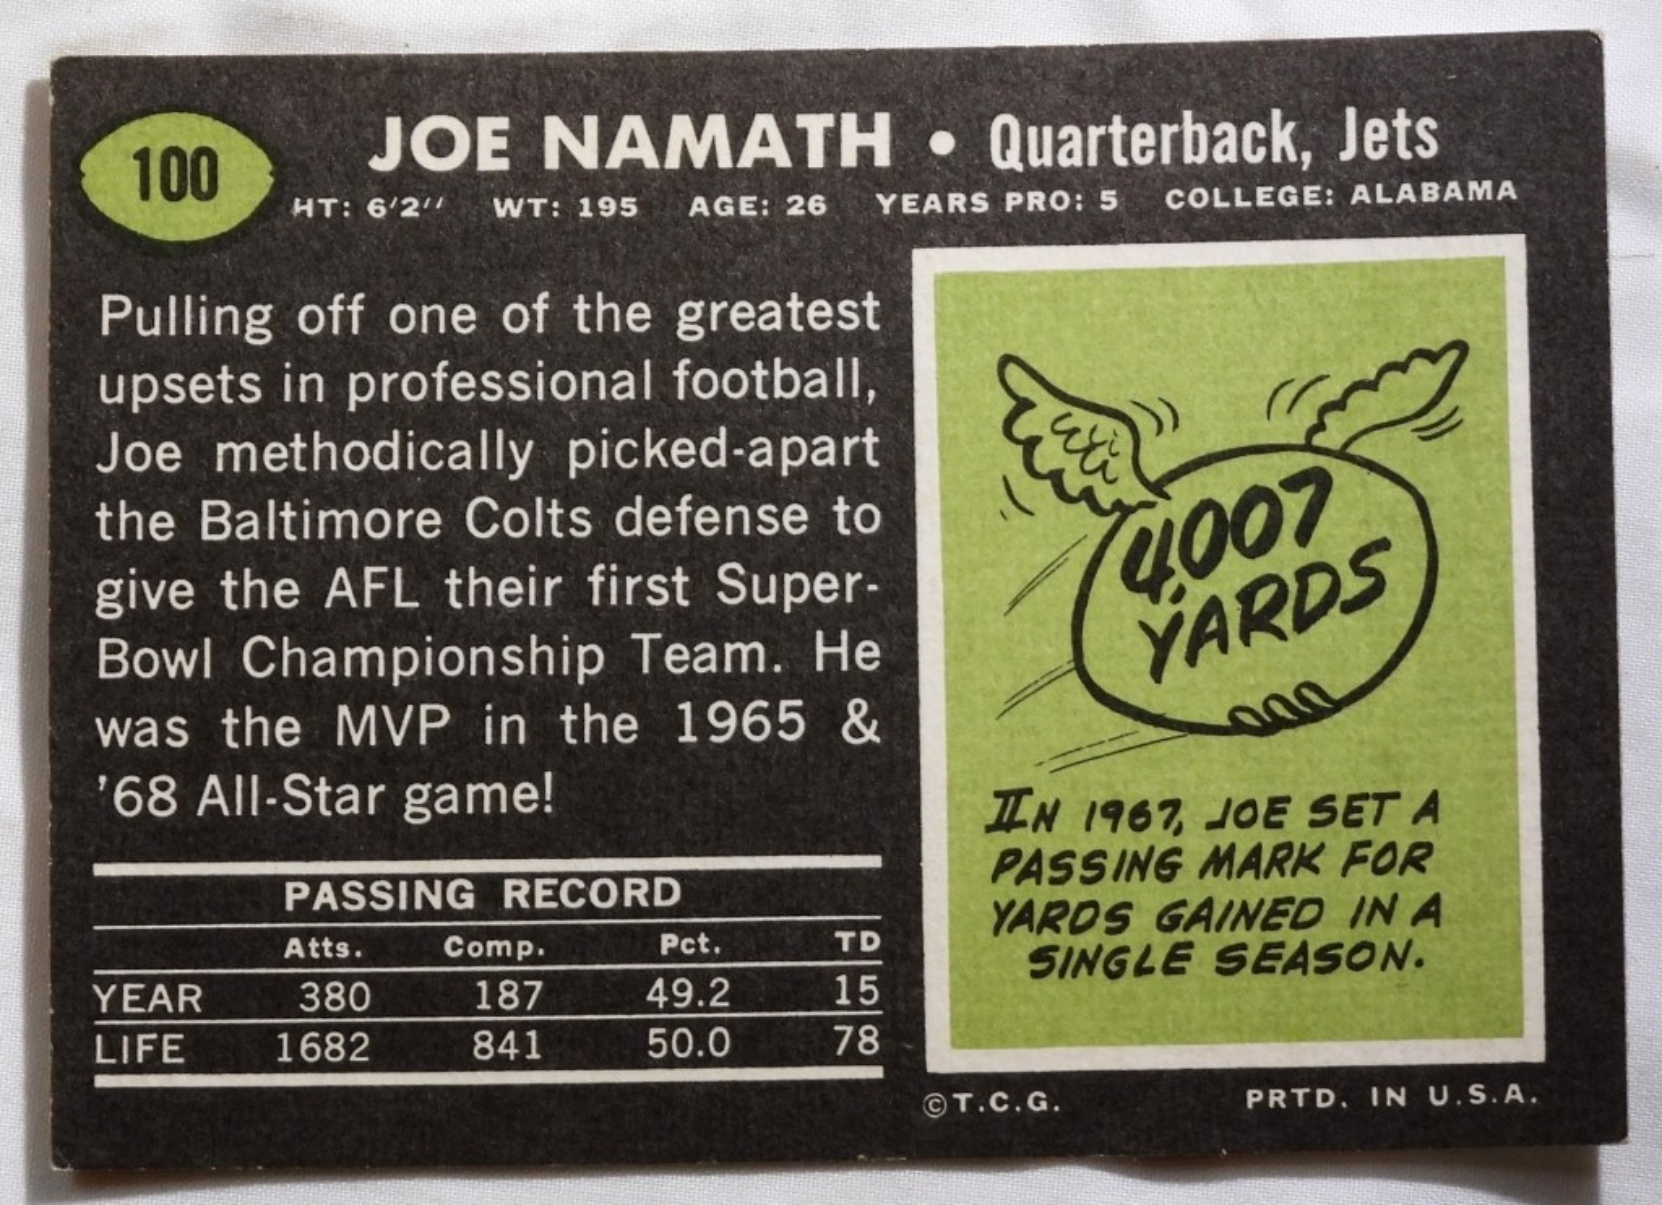 100
JOE NAMATH • Quarterback, Jets
HT: 6'2'' WT: 195 AGE: 26 YEARS PRO: 5 COLLEGE: ALABAMA
Pulling off one of the greatest
upsets in professional football,
Joe methodically picked-apart
the Baltimore Colts defense to
give the AFL their first Super-
Bowl Championship Team. He
was the MVP in the 1965 &
'68 All-Star game!
PASSING RECORD
Atts. Comp. Pct. TD
YEAR 380 187 49.2 15
LIFE 1682 841 50.0 78
4,007
YARDS
IN 1967, JOE SET A
PASSING MARK FOR
YARDS GAINED IN A
SINGLE SEASON.
©T.C.G. PRTD. IN U.S.A.